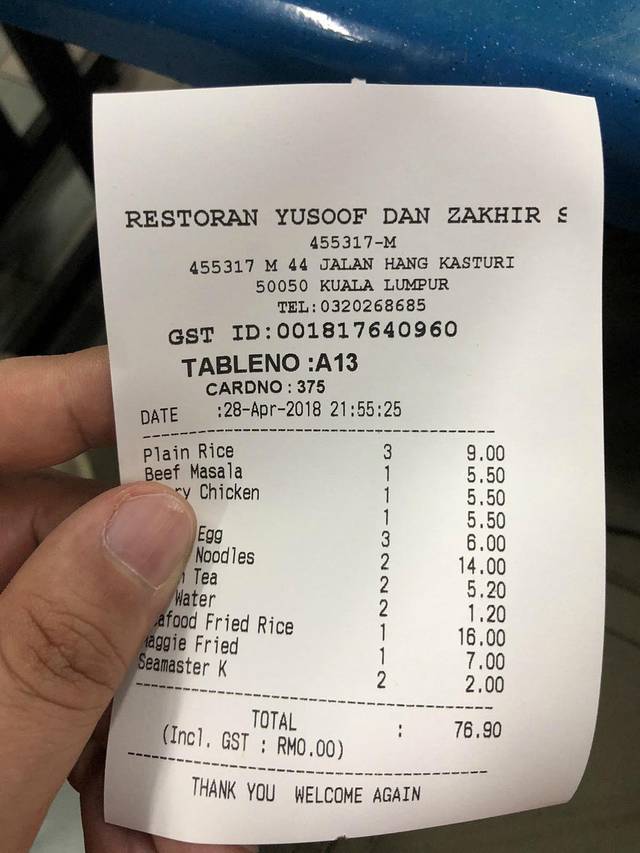 RESTORAN YUSOOF DAN ZAKHIR S
455317-M
455317 M 44 JALAN HANG KASTURI
50050 KUALA LUMPUR
TEL:0320268685
GST ID:001817640960
TABLENO :A13
CARDNO : 375
DATE :28-Apr-2018 21:55:25
Plain Rice 3 9.00
Beef Masala 1 5.50
Chicken 1 5.50
1 5.50
Egg 3 6.00
Noodles 2 14.00
Tea 2 5.20
Water 2 1.20
Fried Rice 1 16.00
Fried 1 7.00
Seamaster K 2 2.00
TOTAL : 76.90
(Incl. GST : RM0.00)
THANK YOU WELCOME AGAIN